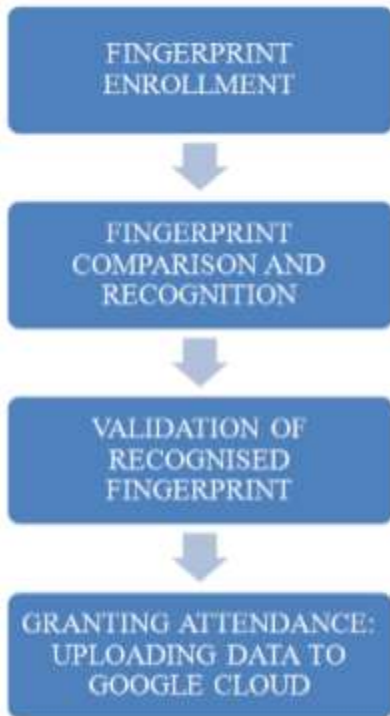 FINGERPRINT
ENROLLMENT
FINGERPRINT
COMPARISON AND
RECOGNITION
VALIDATION OF
RECOGNISED
FINGERPRINT
GRANTING ATTENDANCE:
UPLOADING DATA TO
GOOGLE CLOUD